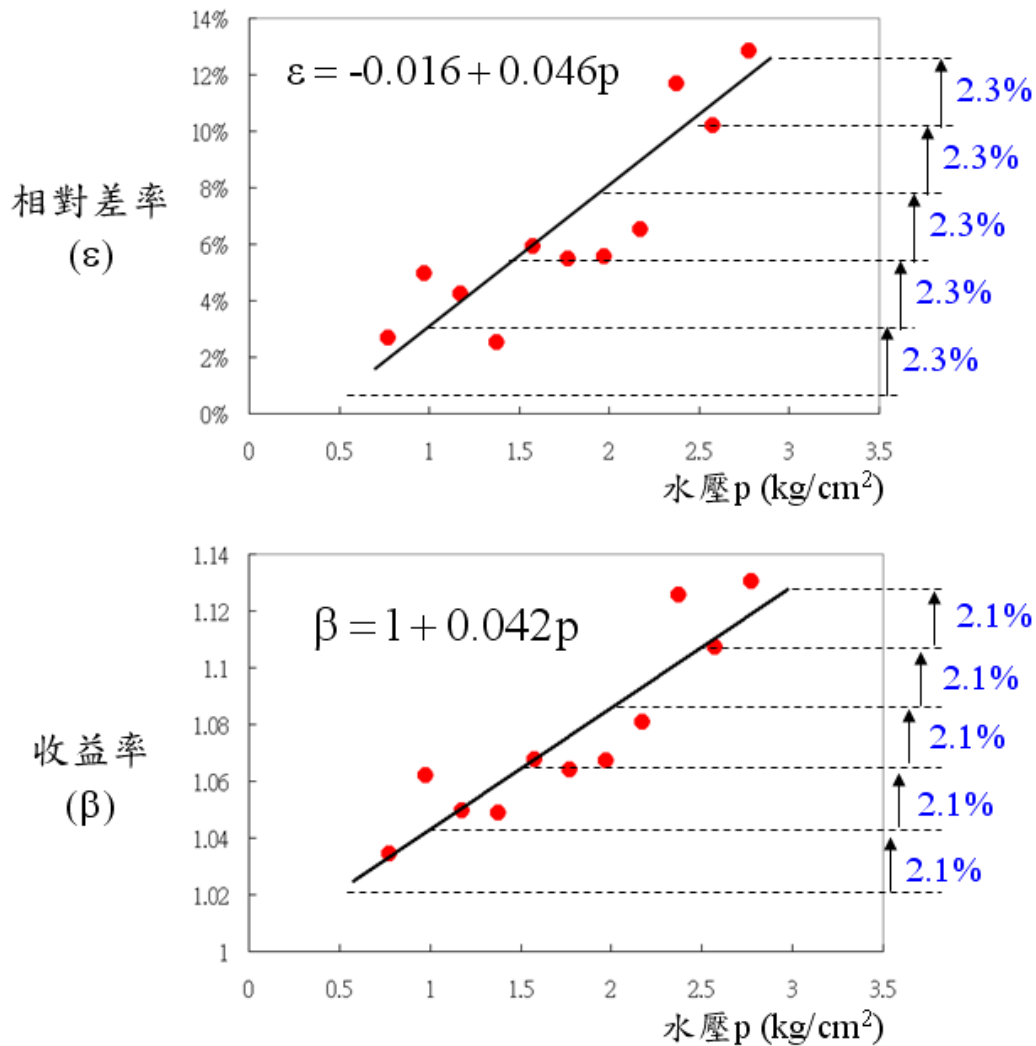 14%
12%
10%
8%
6%
4%
2%
0%
ε = -0.016 + 0.046p
相對差率
(ε)
2.3%
2.3%
2.3%
2.3%
2.3%
0 0.5 1 1.5 2 2.5 3 3.5
水壓p (kg/cm²)
1.14
1.12
1.1
1.08
1.06
1.04
1.02
1
β = 1 + 0.042p
收益率
(β)
2.1%
2.1%
2.1%
2.1%
2.1%
0 0.5 1 1.5 2 2.5 3 3.5
水壓p (kg/cm²)